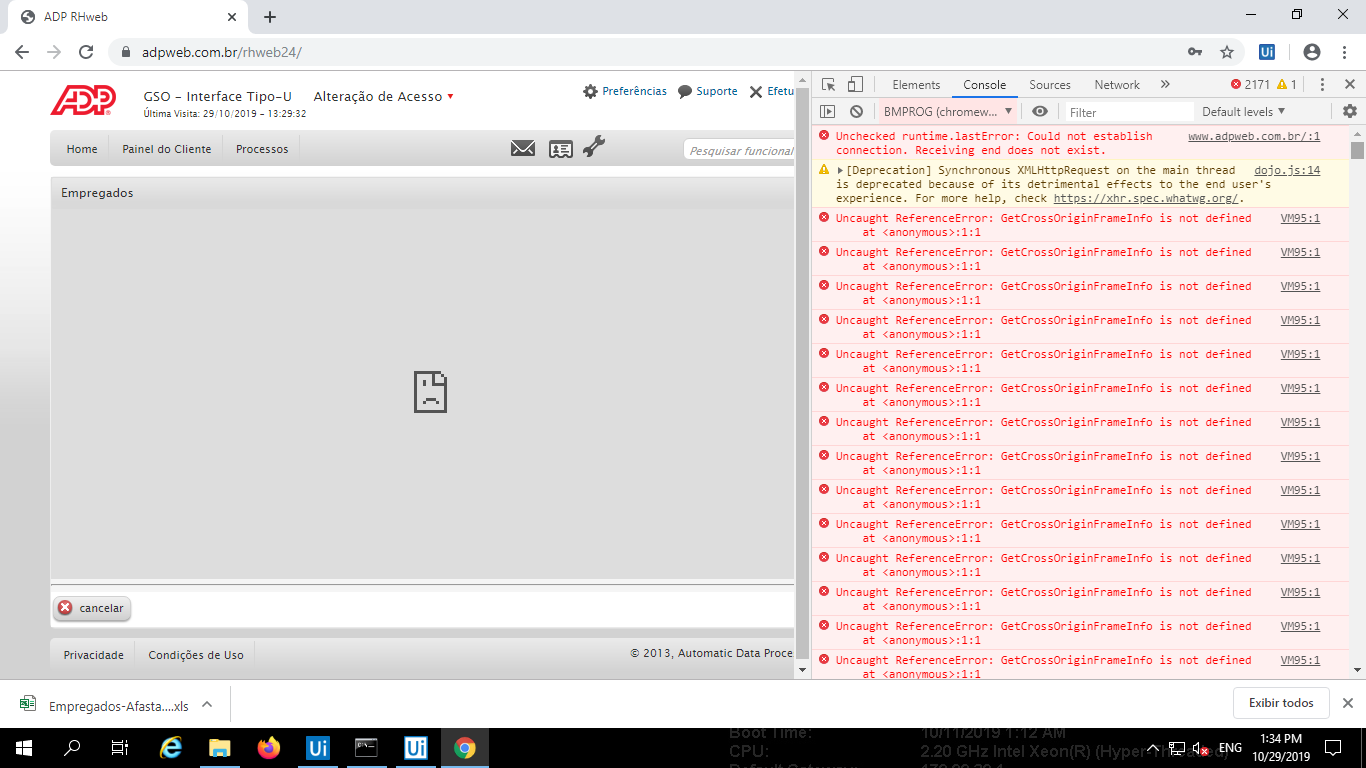 ADP RHweb
adpweb.com.br/rhweb24/
Ui
ADP
GSO - Interface Tipo-U
Alteração de Acesso
Última Visita: 29/10/2019 - 13:29:32
Preferências
Suporte
Efetu
Home
Painel do Cliente
Processos
Pesquisar funcional
Empregados
cancelar
Privacidade
Condições de Uso
© 2013, Automatic Data Proce
Elements
Console
Sources
Network
2171
1
BMPROG (chromew...
Filter
Default levels
Unchecked runtime.lastError: Could not establish www.adpweb.com.br/:1
connection. Receiving end does not exist.
[Deprecation] Synchronous XMLHttpRequest on the main thread dojo.js:14
is deprecated because of its detrimental effects to the end user's
experience. For more help, check https://xhr.spec.whatwg.org/.
Uncaught ReferenceError: GetCrossOriginFrameInfo is not defined VM95:1
at <anonymous>:1:1
Uncaught ReferenceError: GetCrossOriginFrameInfo is not defined VM95:1
at <anonymous>:1:1
Uncaught ReferenceError: GetCrossOriginFrameInfo is not defined VM95:1
at <anonymous>:1:1
Uncaught ReferenceError: GetCrossOriginFrameInfo is not defined VM95:1
at <anonymous>:1:1
Uncaught ReferenceError: GetCrossOriginFrameInfo is not defined VM95:1
at <anonymous>:1:1
Uncaught ReferenceError: GetCrossOriginFrameInfo is not defined VM95:1
at <anonymous>:1:1
Uncaught ReferenceError: GetCrossOriginFrameInfo is not defined VM95:1
at <anonymous>:1:1
Uncaught ReferenceError: GetCrossOriginFrameInfo is not defined VM95:1
at <anonymous>:1:1
Uncaught ReferenceError: GetCrossOriginFrameInfo is not defined VM95:1
at <anonymous>:1:1
Uncaught ReferenceError: GetCrossOriginFrameInfo is not defined VM95:1
at <anonymous>:1:1
Uncaught ReferenceError: GetCrossOriginFrameInfo is not defined VM95:1
at <anonymous>:1:1
Uncaught ReferenceError: GetCrossOriginFrameInfo is not defined VM95:1
at <anonymous>:1:1
Uncaught ReferenceError: GetCrossOriginFrameInfo is not defined VM95:1
at <anonymous>:1:1
Uncaught ReferenceError: GetCrossOriginFrameInfo is not defined VM95:1
at <anonymous>:1:1
Empregados-Afasta....xls
Exibir todos
Ui
Ui
Boot Time: 10/11/2019 1:12 AM
CPU: 2.20 GHz Intel Xeon(R) (Hyper-Threaded)
ENG
1:34 PM
10/29/2019